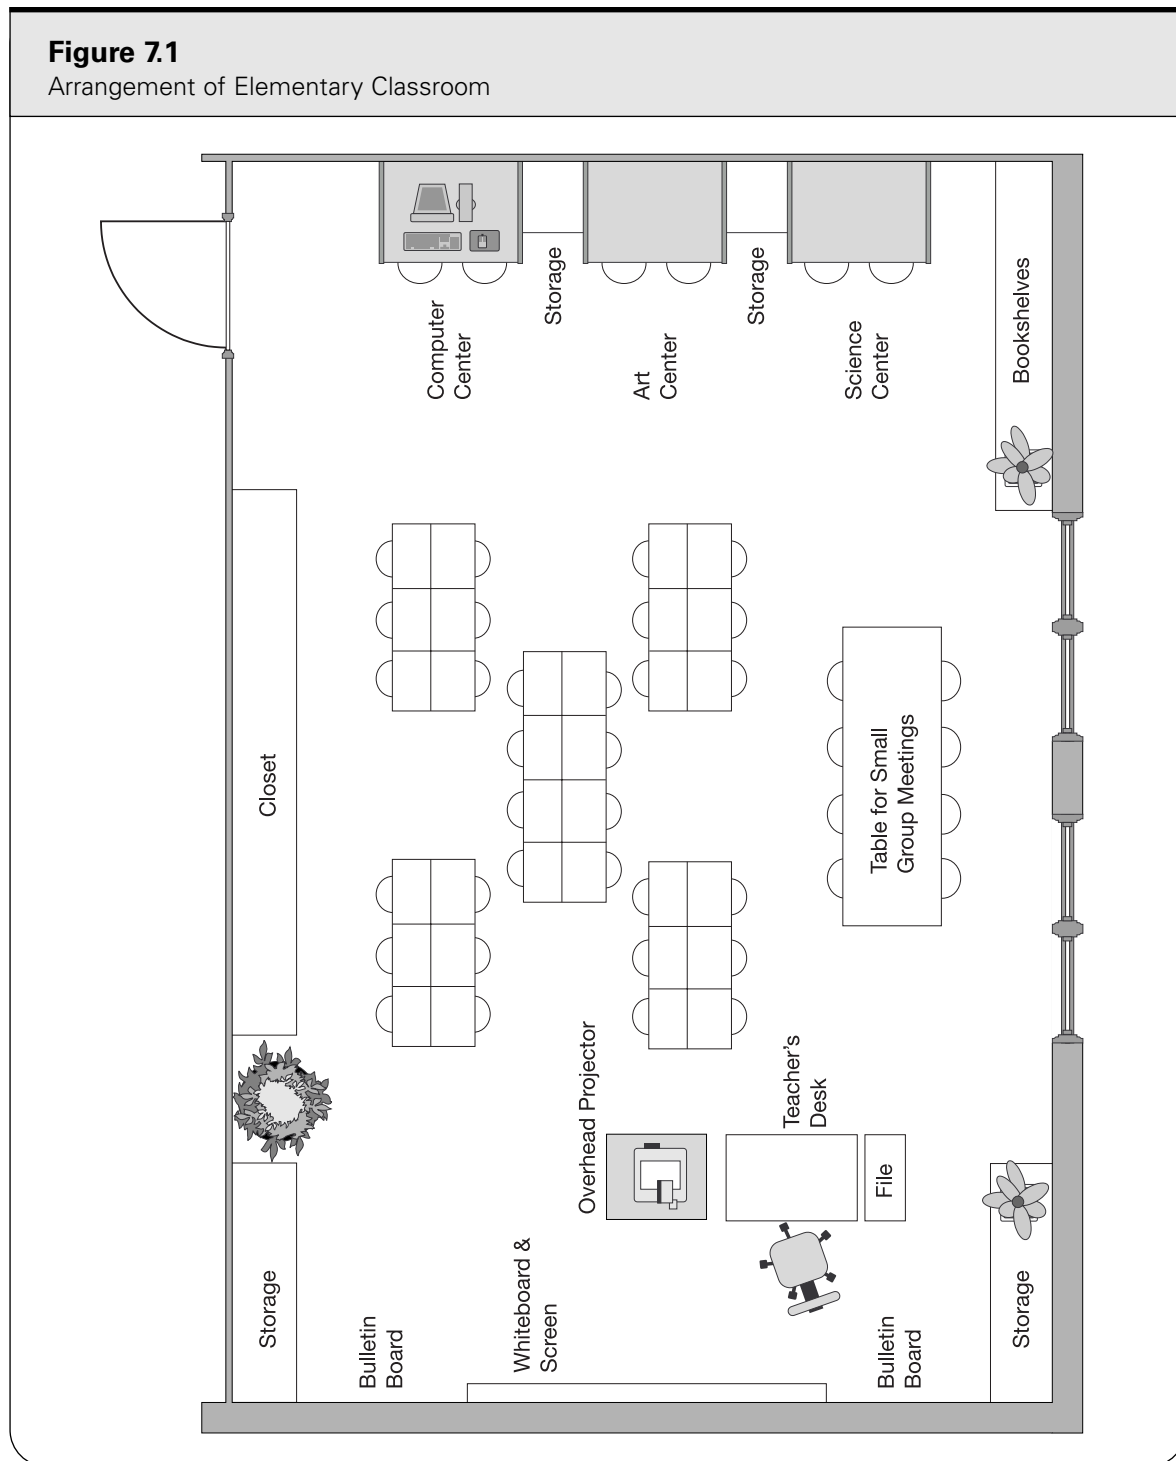 Figure 7.1
Arrangement of Elementary Classroom
Computer
Center
Storage
Art
Center
Storage
Science
Center
Bookshelves
Closet
Table for Small
Group Meetings
Overhead Projector
Teacher's
Desk
File
Storage
Bulletin
Board
Whiteboard &
Screen
Bulletin
Board
Storage